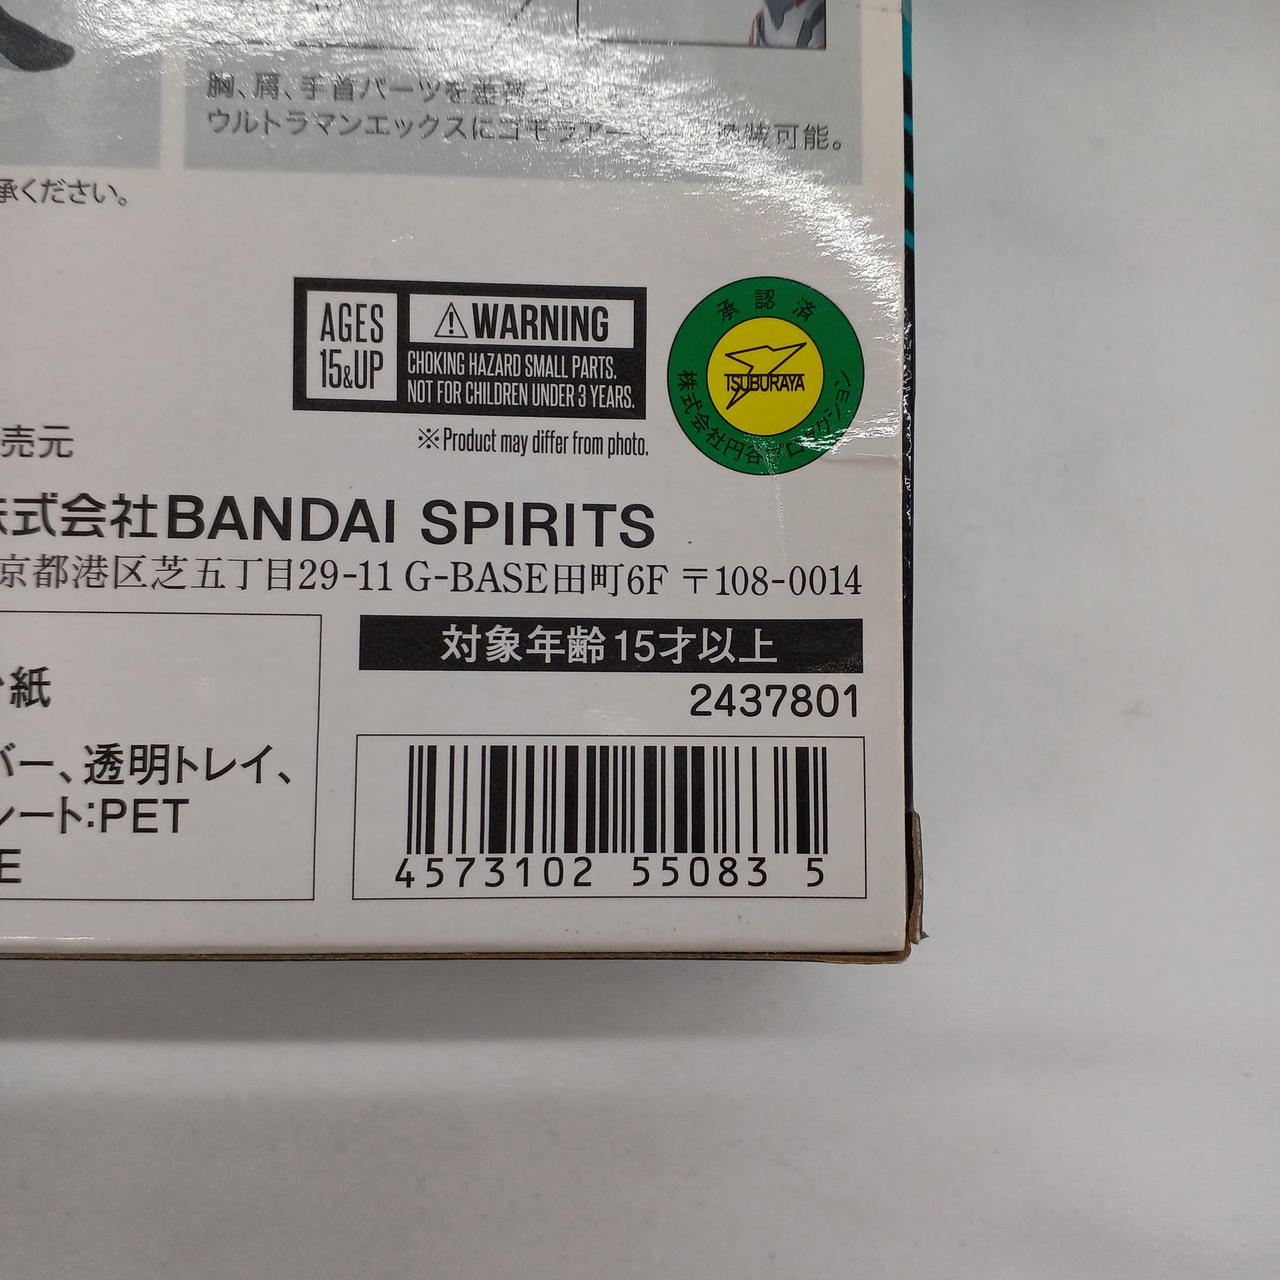 胸、肩、手首パーツを
ウルトラマンエックスにゴモラアーマーを換装可能。
承ください。
AGES
15&UP
⚠WARNING
CHOKING HAZARD SMALL PARTS.
NOT FOR CHILDREN UNDER 3 YEARS.
承認済
TSUBURAYA
株式会社円谷プロダクション
※Product may differ from photo.
売元
株式会社BANDAI SPIRITS
京都港区芝五丁目29-11 G-BASE田町6F 〒108-0014
対象年齢15才以上
紙
2437801
バー、透明トレイ、
シート:PET
E
4573102 55083 5